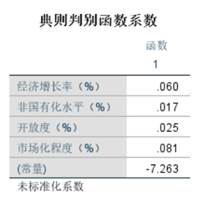 典则判别函数系数
函数
1
经济增长率（%） .060
非国有化水平（%） .017
开放度（%） .025
市场化程度（%） .081
(常量) -7.263
未标准化系数